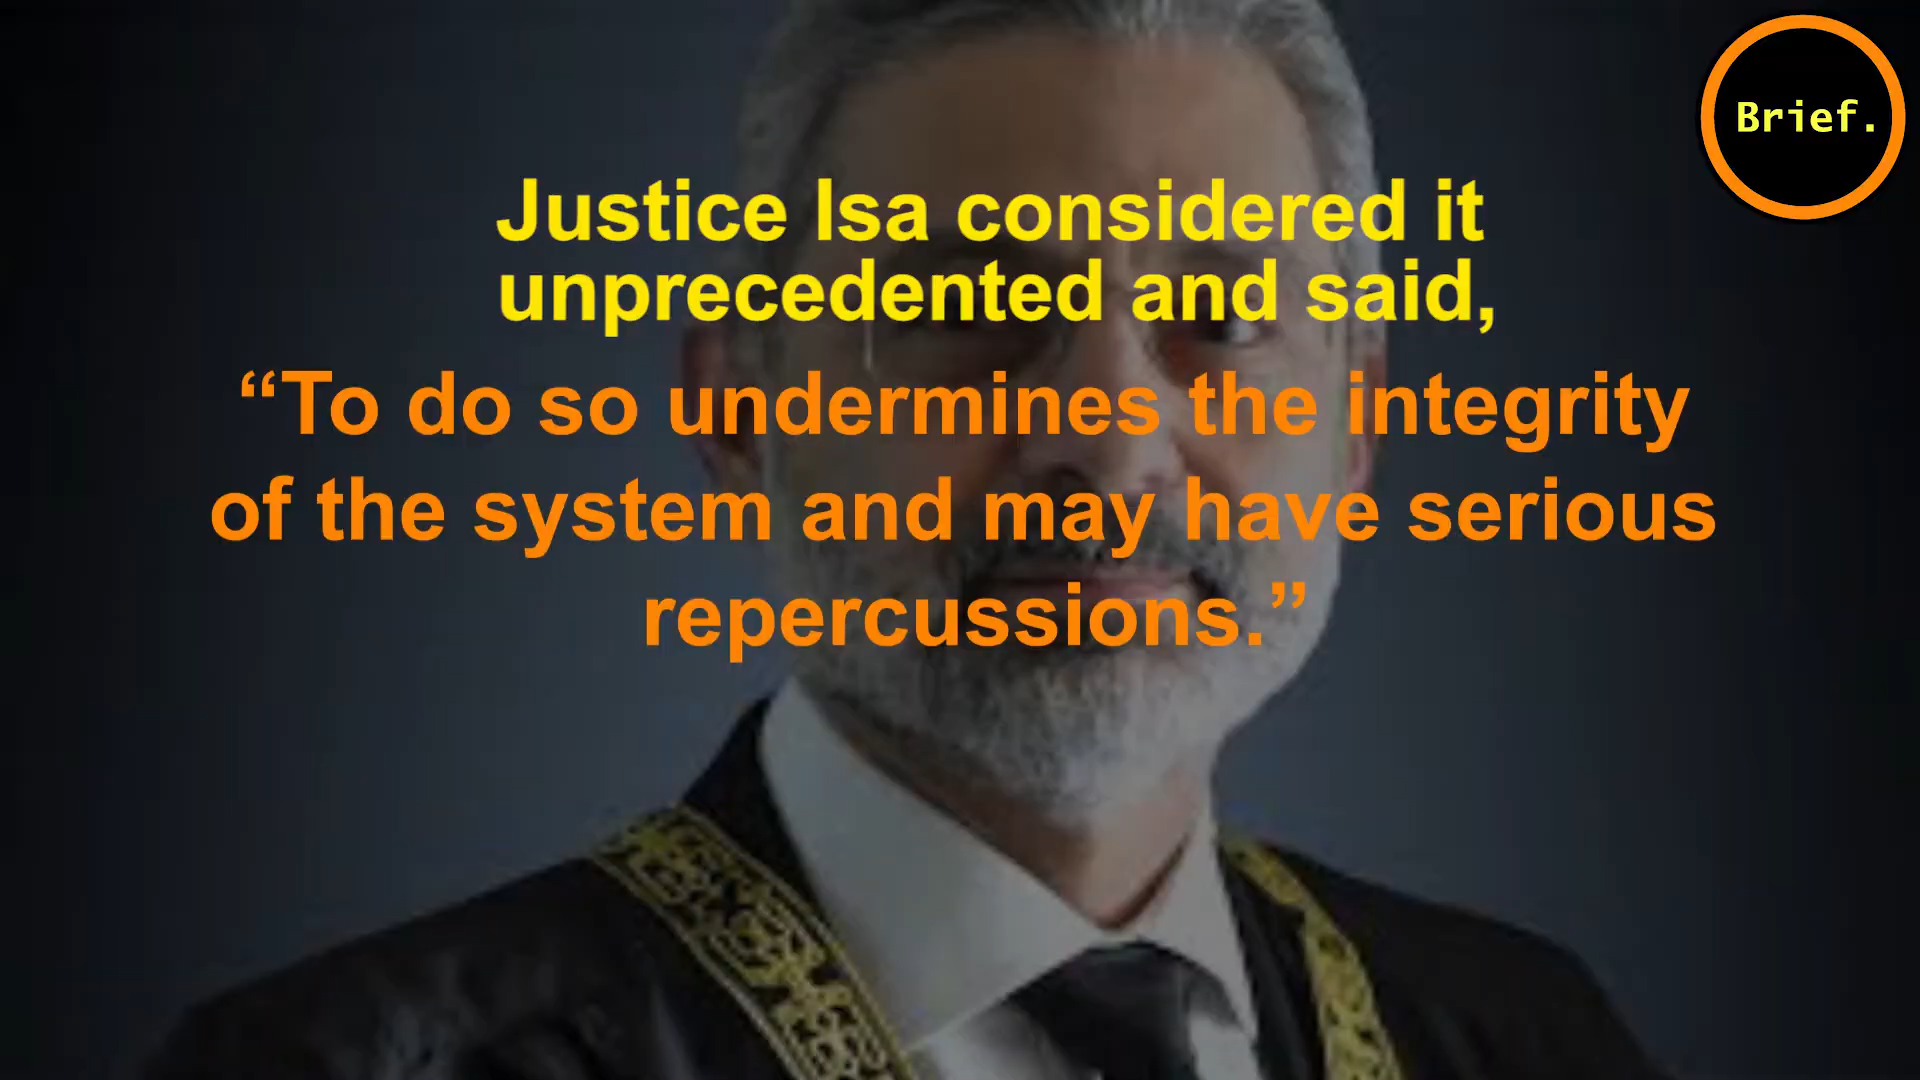 Brief.
Justice Isa considered it
unprecedented and said,
“To do so undermines the integrity
of the system and may have serious
repercussions.”